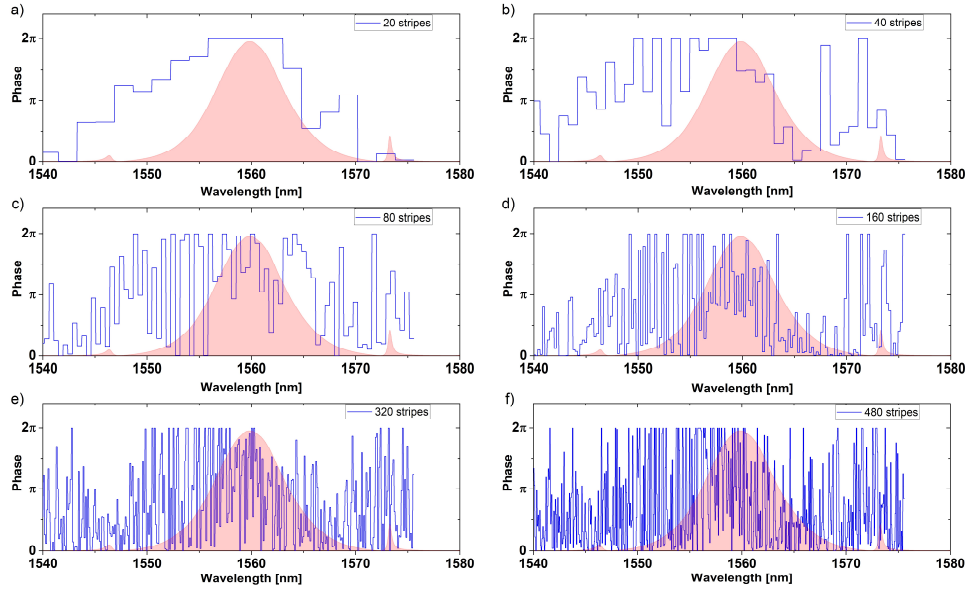 a)
20 stripes
2π
π
0
Phase
1540 1550 1560 1570 1580
Wavelength [nm]
b)
40 stripes
2π
π
0
Phase
1540 1550 1560 1570 1580
Wavelength [nm]
c)
80 stripes
2π
π
0
Phase
1540 1550 1560 1570 1580
Wavelength [nm]
d)
160 stripes
2π
π
0
Phase
1540 1550 1560 1570 1580
Wavelength [nm]
e)
320 stripes
2π
π
0
Phase
1540 1550 1560 1570 1580
Wavelength [nm]
f)
480 stripes
2π
π
0
Phase
1540 1550 1560 1570 1580
Wavelength [nm]